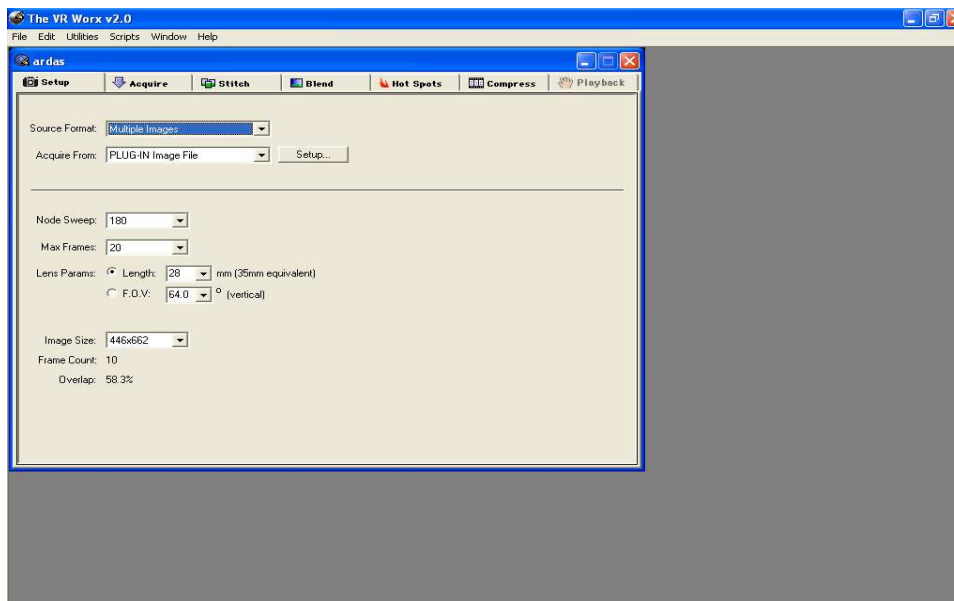 The VR Worx v2.0
File Edit Utilities Scripts Window Help
ardas
Setup Acquire Stitch Blend Hot Spots Compress Playback
Source Format: Multiple Images
Acquire From: PLUG-IN Image File Setup...
Node Sweep: 180
Max Frames: 20
Lens Params: Length: 28 mm (35mm equivalent)
F.O.V: 64.0 ° (vertical)
Image Size: 446x662
Frame Count: 10
Overlap: 58.3%